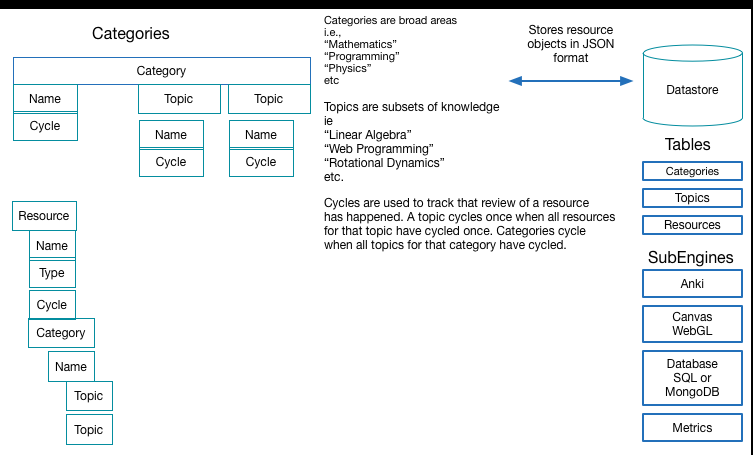 Categories
Category
Name
Cycle
Topic
Topic
Name
Cycle
Name
Cycle
Resource
Name
Type
Cycle
Category
Name
Topic
Topic
Categories are broad areas
i.e.,
“Mathematics”
“Programming”
“Physics”
etc
Topics are subsets of knowledge
ie
“Linear Algebra”
“Web Programming”
“Rotational Dynamics”
etc.
Cycles are used to track that review of a resource
has happened. A topic cycles once when all resources
for that topic have cycled once. Categories cycle
when all topics for that category have cycled.
Stores resource
objects in JSON
format
Datastore
Tables
Categories
Topics
Resources
SubEngines
Anki
Canvas
WebGL
Database
SQL or
MongoDB
Metrics